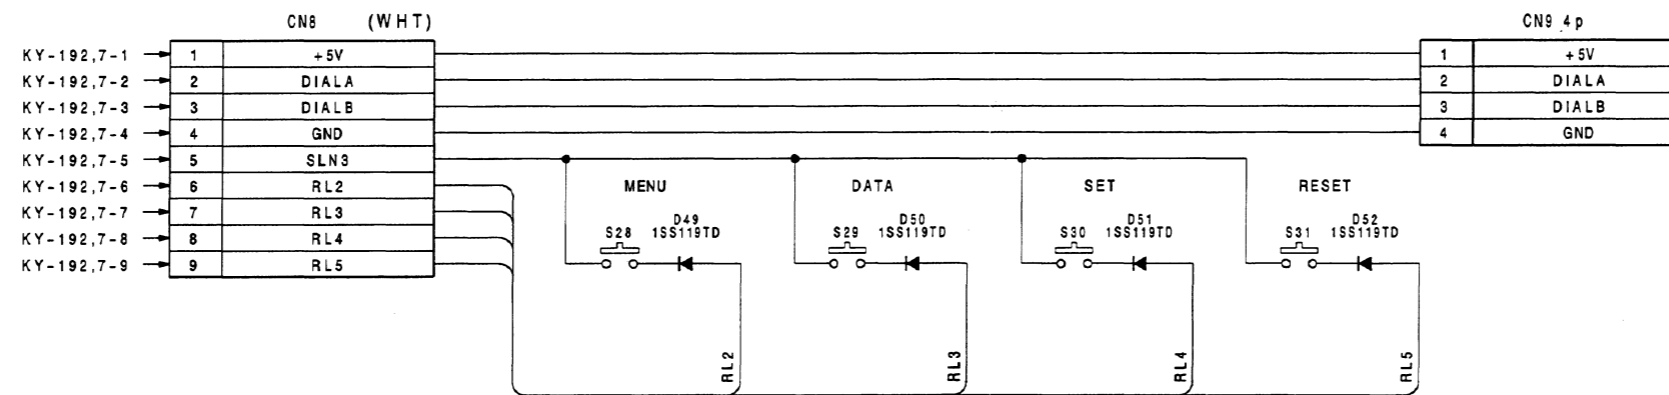 CN8 (WHT)
CN9 4p
KY-192,7-1 1 +5V
KY-192,7-2 2 DIALA
KY-192,7-3 3 DIALB
KY-192,7-4 4 GND
KY-192,7-5 5 SLN3
KY-192,7-6 6 RL2
KY-192,7-7 7 RL3
KY-192,7-8 8 RL4
KY-192,7-9 9 RL5
1 +5V
2 DIALA
3 DIALB
4 GND
MENU
DATA
SET
RESET
D49
S28 1SS119TD
D50
S29 1SS119TD
D51
S30 1SS119TD
D52
S31 1SS119TD
RL2
RL3
RL4
RL5